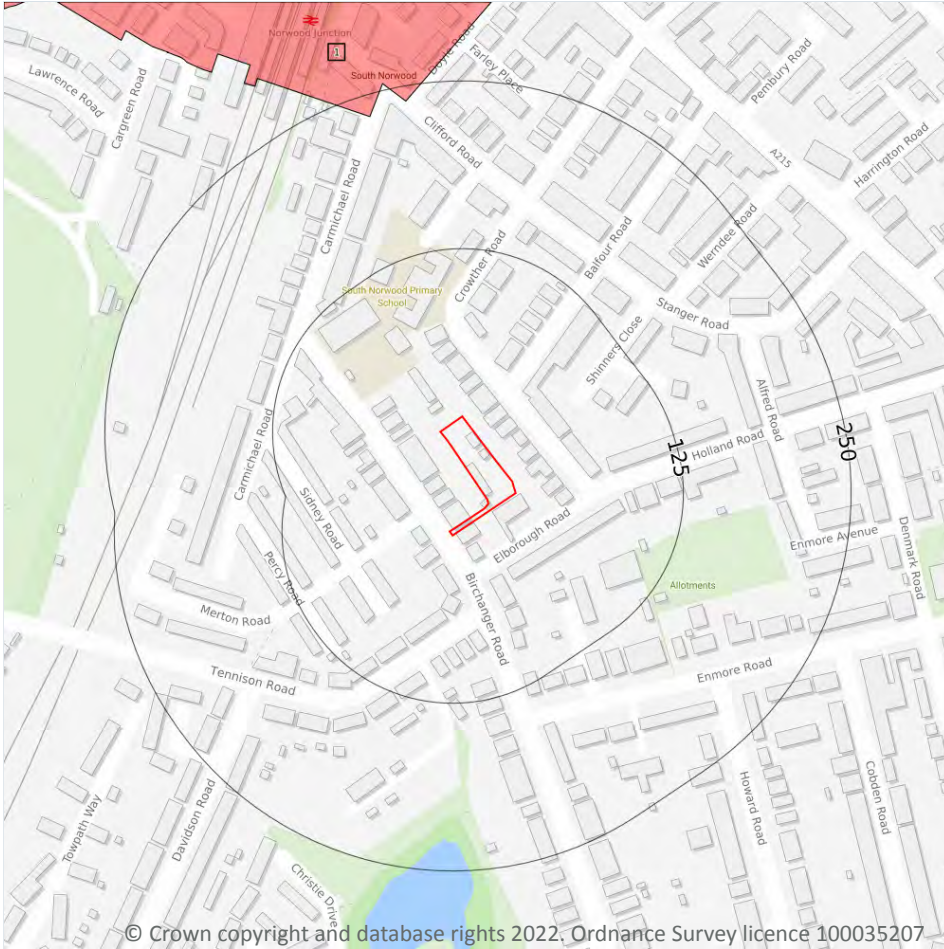 Norwood Junction
1
South Norwood
Doyle Road
Farley Place
Pembury Road
Lawrence Road
Cargreen Road
Clifford Road
A215
Harrington Road
Carmichael Road
Crowther Road
Balfour Road
Werndee Road
South Norwood Primary
School
Stanger Road
Shinners Close
Alfred Road
Carmichael Road
Holland Road
125
250
Sidney Road
Percy Road
Elborough Road
Enmore Avenue
Denmark Road
Allotments
Merton Road
Birchanger Road
Tennison Road
Enmore Road
Towpath Way
Davidson Road
Howard Road
Cobden Road
Christie Drive
© Crown copyright and database rights 2022. Ordnance Survey licence 100035207